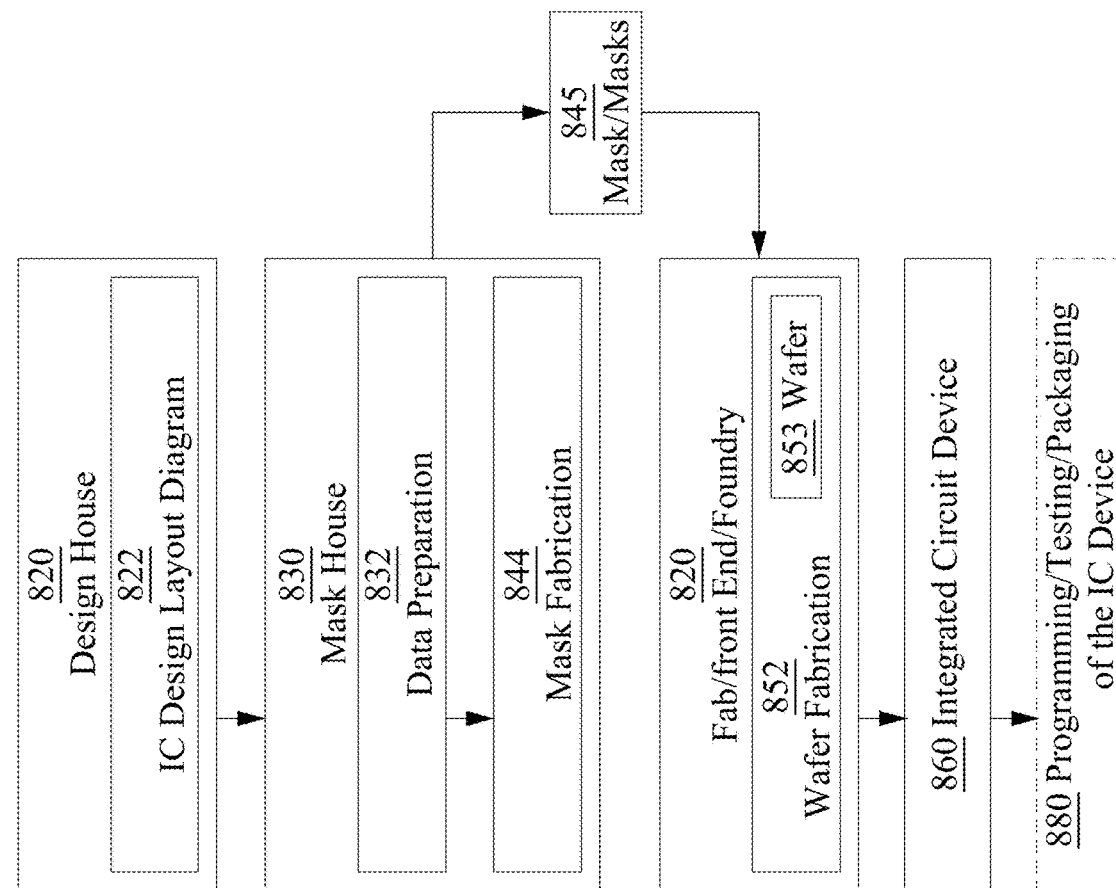 820
Design House
822
IC Design Layout Diagram
830
Mask House
832
Data Preparation
844
Mask Fabrication
845
Mask/Masks
820
Fab/front End/Foundry
852
Wafer Fabrication
853 Wafer
860 Integrated Circuit Device
880 Programming/Testing/Packaging
of the IC Device